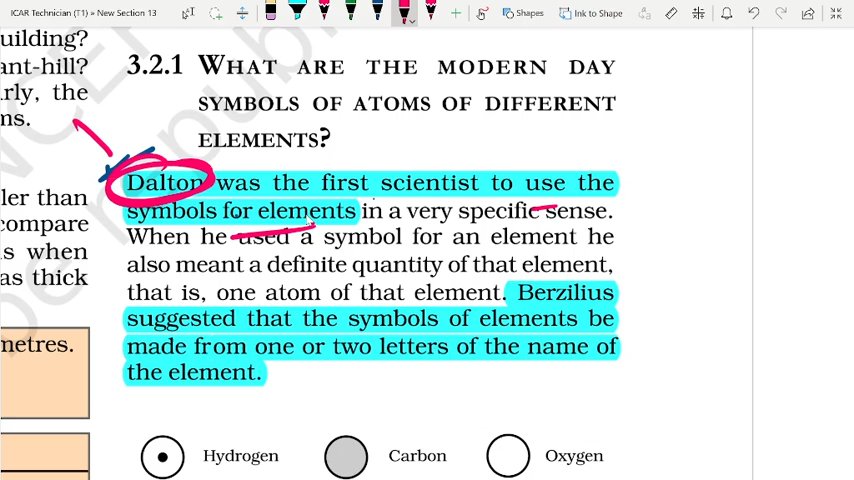 ICAR Technician (T1) » New Section 13
Shapes
Ink to Shape
uilding?
ant-hill?
rly, the
ms.
ler than
compare
s when
as thick
netres.
3.2.1 WHAT ARE THE MODERN DAY
SYMBOLS OF ATOMS OF DIFFERENT
ELEMENTS?
Dalton was the first scientist to use the
symbols for elements in a very specific sense.
When he used a symbol for an element he
also meant a definite quantity of that element,
that is, one atom of that element. Berzilius
suggested that the symbols of elements be
made from one or two letters of the name of
the element.
Hydrogen
Carbon
Oxygen